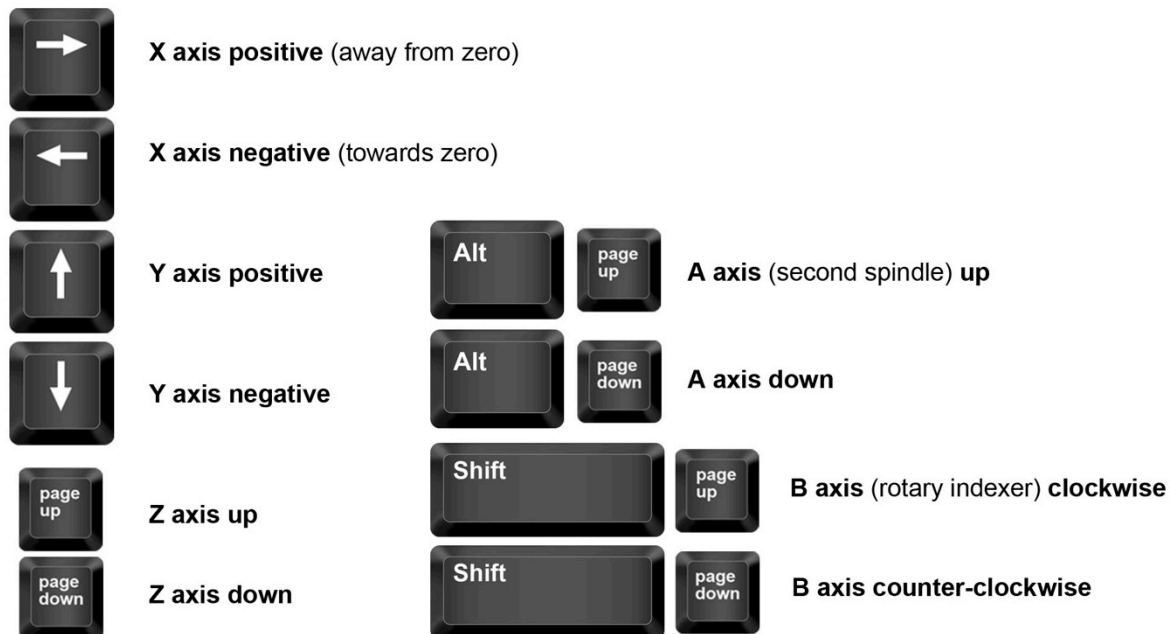 X axis positive (away from zero)
X axis negative (towards zero)
Y axis positive
Y axis negative
page
up
Z axis up
page
down
Z axis down
Alt
page
up
A axis (second spindle) up
Alt
page
down
A axis down
Shift
page
up
B axis (rotary indexer) clockwise
Shift
page
down
B axis counter-clockwise